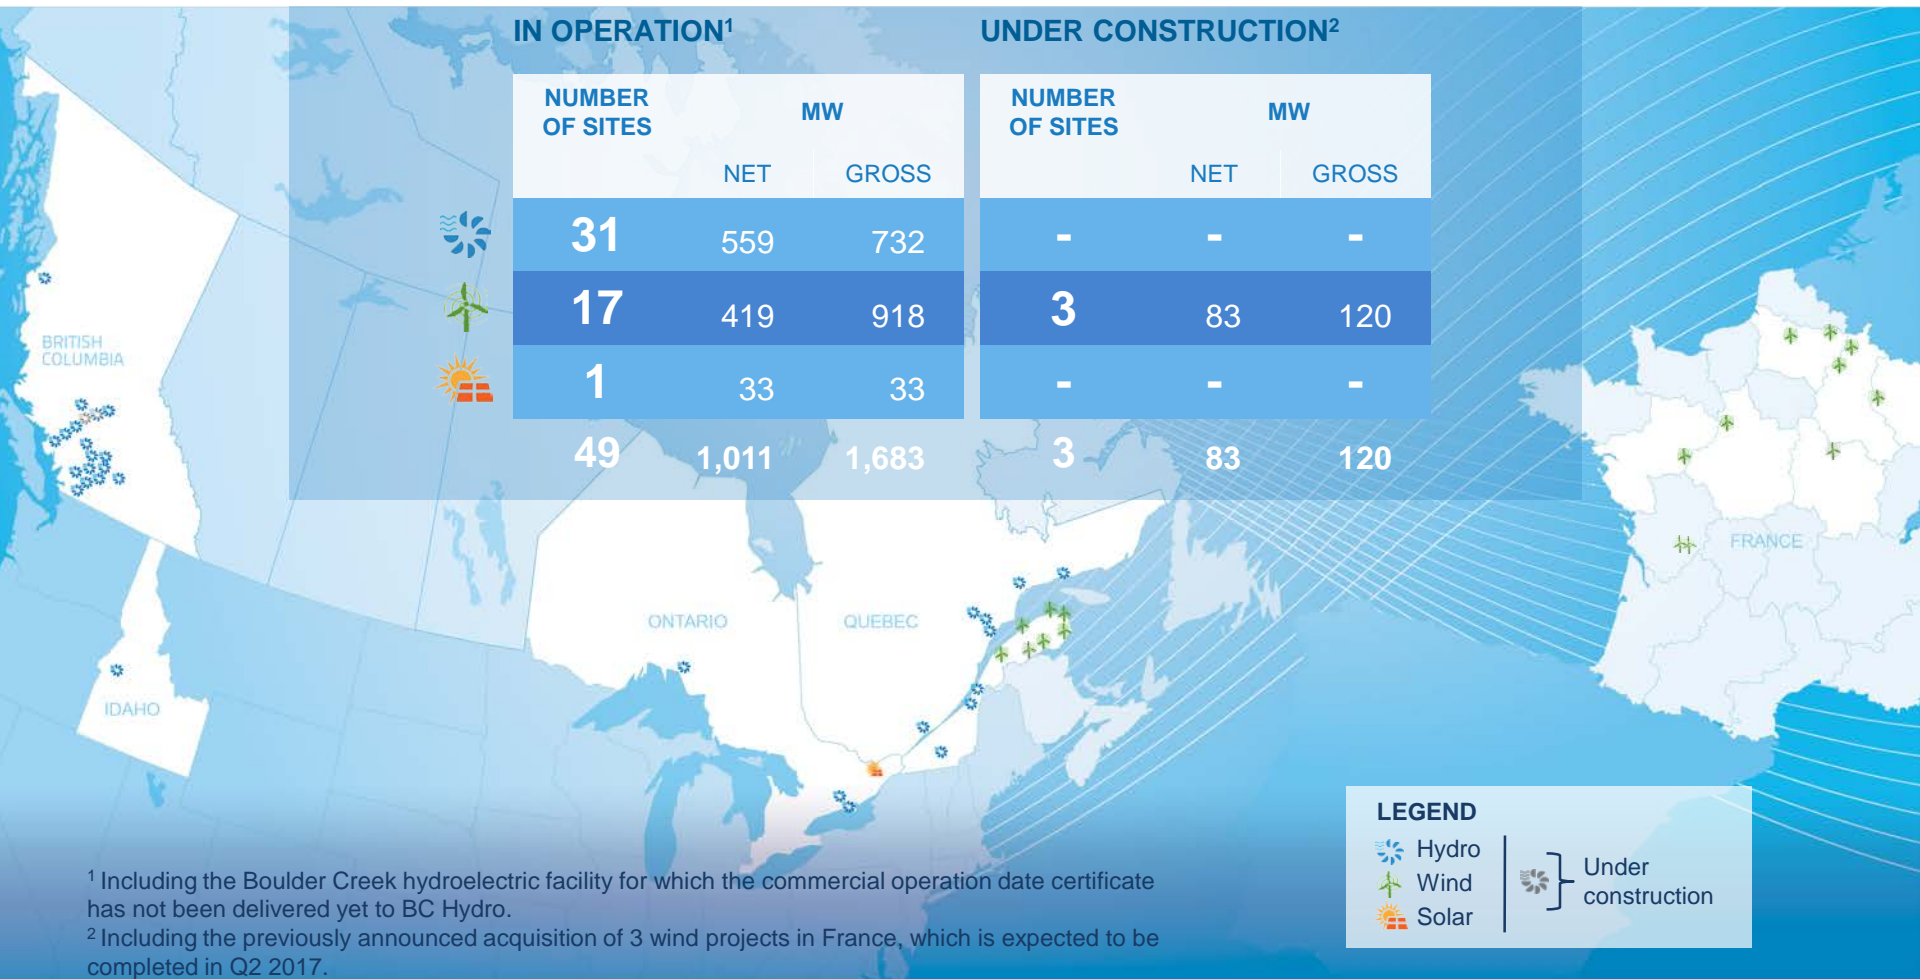 IN OPERATION¹ UNDER CONSTRUCTION²
NUMBER OF SITES MW NUMBER OF SITES MW
NET GROSS NET GROSS
31 559 732 - - -
17 419 918 3 83 120
1 33 33 - - -
49 1,011 1,683 3 83 120
BRITISH
COLUMBIA
FRANCE
ONTARIO
QUEBEC
IDAHO
LEGEND
Hydro
Wind
Solar
Under
construction
¹ Including the Boulder Creek hydroelectric facility for which the commercial operation date certificate
has not been delivered yet to BC Hydro.
² Including the previously announced acquisition of 3 wind projects in France, which is expected to be
completed in Q2 2017.